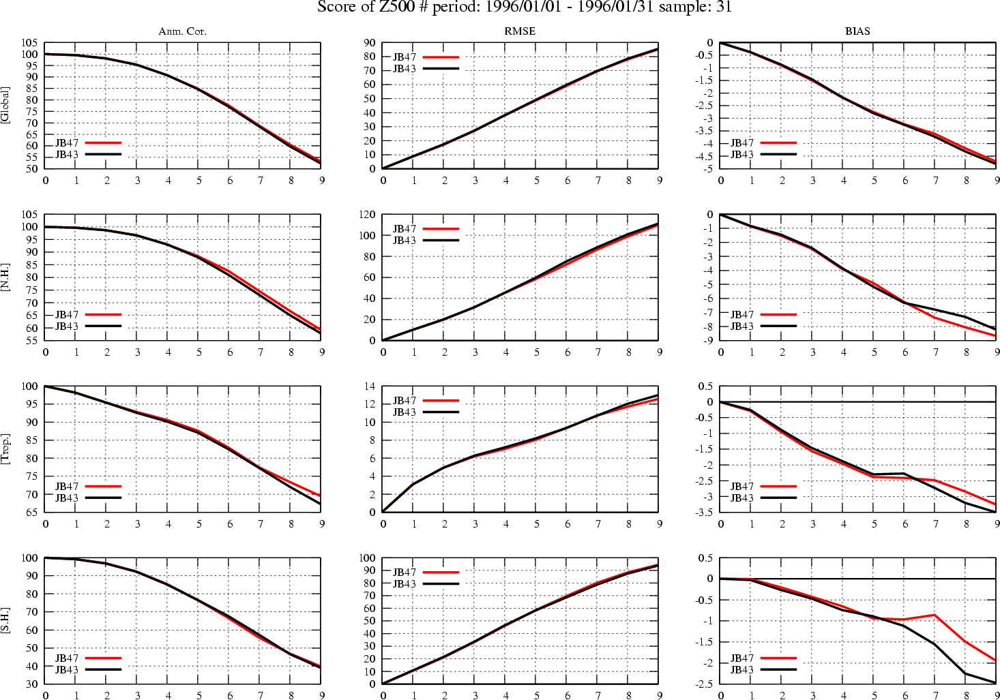 Score of Z500 # period: 1996/01/01 - 1996/01/31 sample: 31
Anm. Cor.
RMSE
BIAS
[Global]
105
100
95
90
85
80
75
70
65
60
55
50
JB47
JB43
0 1 2 3 4 5 6 7 8 9
90
80
70
60
50
40
30
20
10
0
JB47
JB43
0 1 2 3 4 5 6 7 8 9
0
-0.5
-1
-1.5
-2
-2.5
-3
-3.5
-4
-4.5
-5
JB47
JB43
0 1 2 3 4 5 6 7 8 9
[N.H.]
105
100
95
90
85
80
75
70
65
60
55
JB47
JB43
0 1 2 3 4 5 6 7 8 9
120
100
80
60
40
20
0
JB47
JB43
0 1 2 3 4 5 6 7 8 9
0
-1
-2
-3
-4
-5
-6
-7
-8
-9
JB47
JB43
0 1 2 3 4 5 6 7 8 9
[Trop.]
100
95
90
85
80
75
70
65
JB47
JB43
0 1 2 3 4 5 6 7 8 9
14
12
10
8
6
4
2
0
JB47
JB43
0 1 2 3 4 5 6 7 8 9
0.5
0
-0.5
-1
-1.5
-2
-2.5
-3
-3.5
JB47
JB43
0 1 2 3 4 5 6 7 8 9
[S.H.]
100
90
80
70
60
50
40
30
JB47
JB43
0 1 2 3 4 5 6 7 8 9
100
90
80
70
60
50
40
30
20
10
0
JB47
JB43
0 1 2 3 4 5 6 7 8 9
0.5
0
-0.5
-1
-1.5
-2
-2.5
JB47
JB43
0 1 2 3 4 5 6 7 8 9